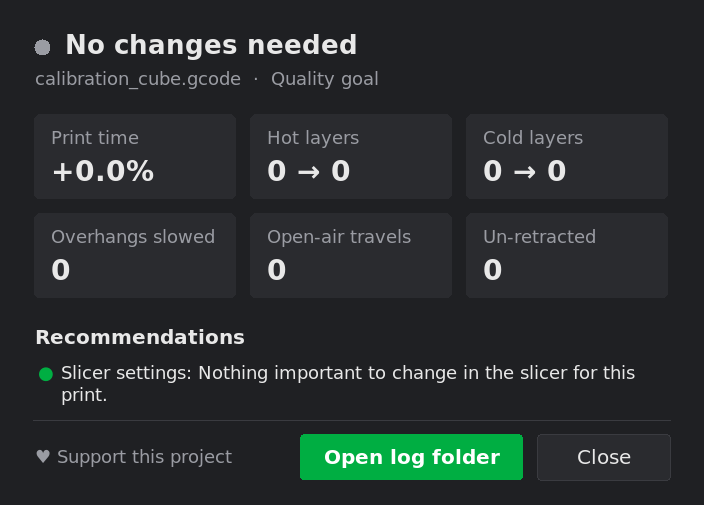 No changes needed
calibration_cube.gcode · Quality goal
Print time
Hot layers
Cold layers
+0.0%
0 → 0
0 → 0
Overhangs slowed
Open-air travels
Un-retracted
0
0
0
Recommendations
Slicer settings: Nothing important to change in the slicer for this
print.
♥ Support this project
Open log folder
Close